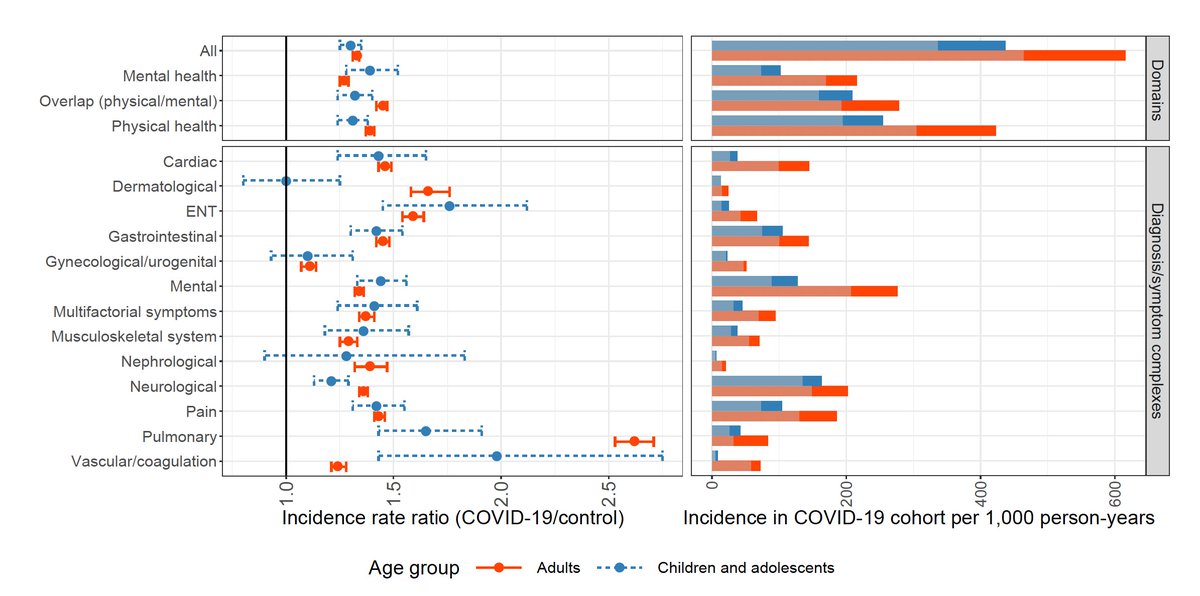 All
Mental health
Overlap (physical/mental)
Physical health
Domains
Cardiac
Dermatological
ENT
Gastrointestinal
Gynecological/urogenital
Mental
Multifactorial symptoms
Musculoskeletal system
Nephrological
Neurological
Pain
Pulmonary
Vascular/coagulation
Diagnosis/symptom complexes
1.0 1.5 2.0 2.5
0 200 400 600
Incidence rate ratio (COVID-19/control)
Incidence in COVID-19 cohort per 1,000 person-years
Age group Adults Children and adolescents